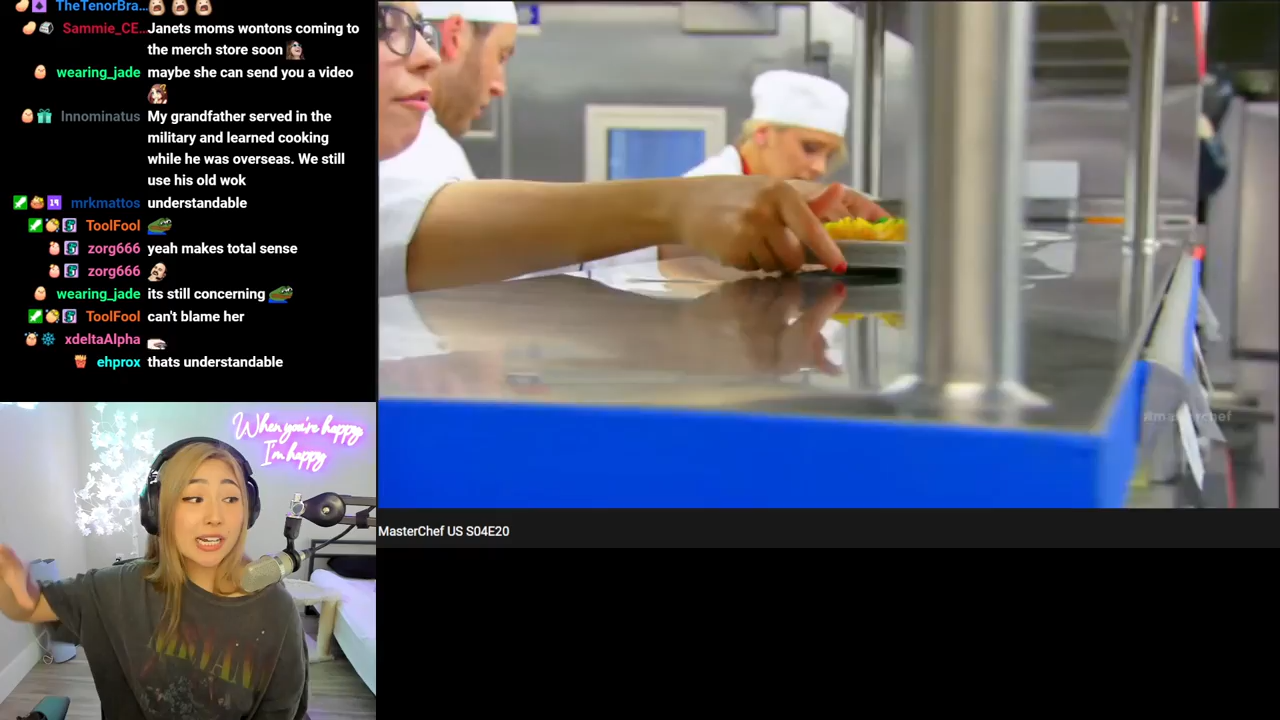 TheTenorBra...
Sammie_CE... Janets moms wontons coming to
the merch store soon
wearing_jade maybe she can send you a video
Innominatus My grandfather served in the
military and learned cooking
while he was overseas. We still
use his old wok
mrkmattos understandable
ToolFool
zorg666 yeah makes total sense
zorg666
wearing_jade its still concerning
ToolFool can't blame her
xdeltaAlpha
ehprox thats understandable
When you're happy
I'm happy
#masterchef
MasterChef US S04E20